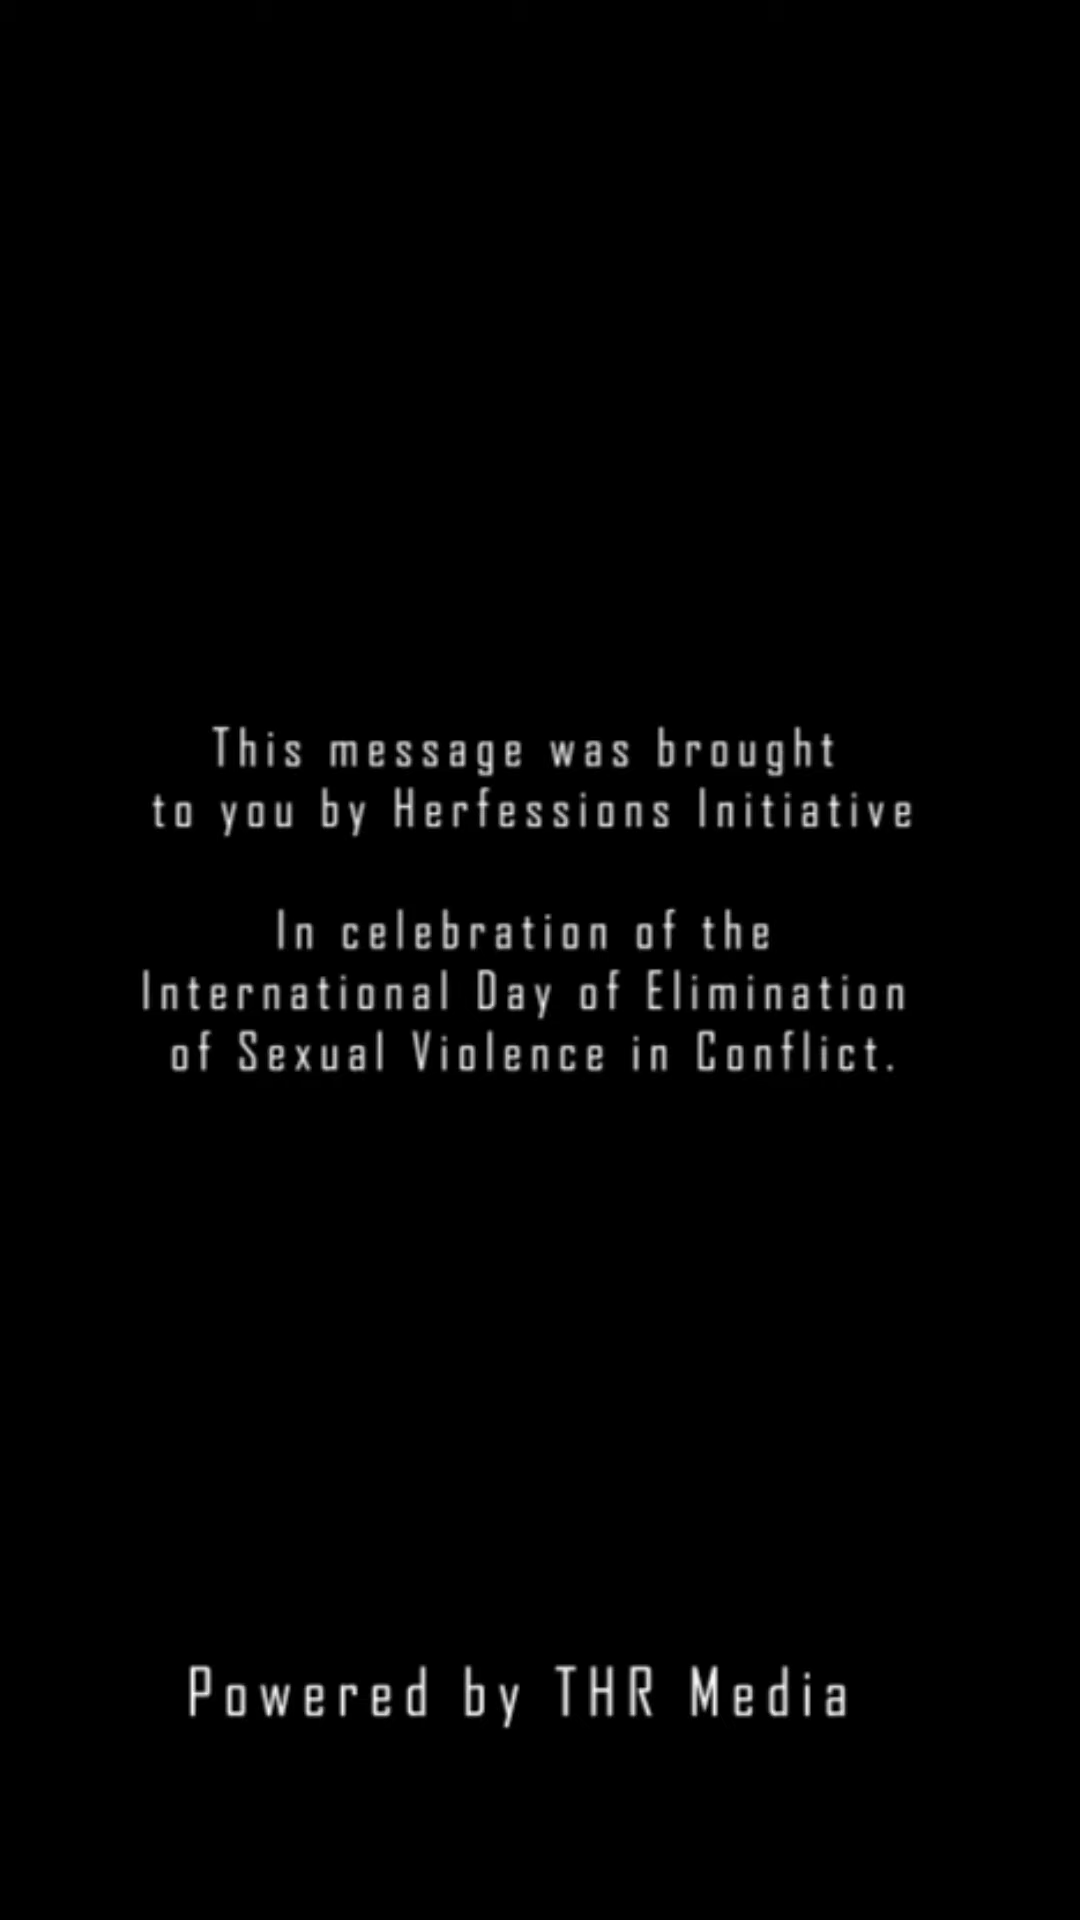 This message was brought
to you by Herfessions Initiative
In celebration of the
International Day of Elimination
of Sexual Violence in Conflict.
Powered by THR Media